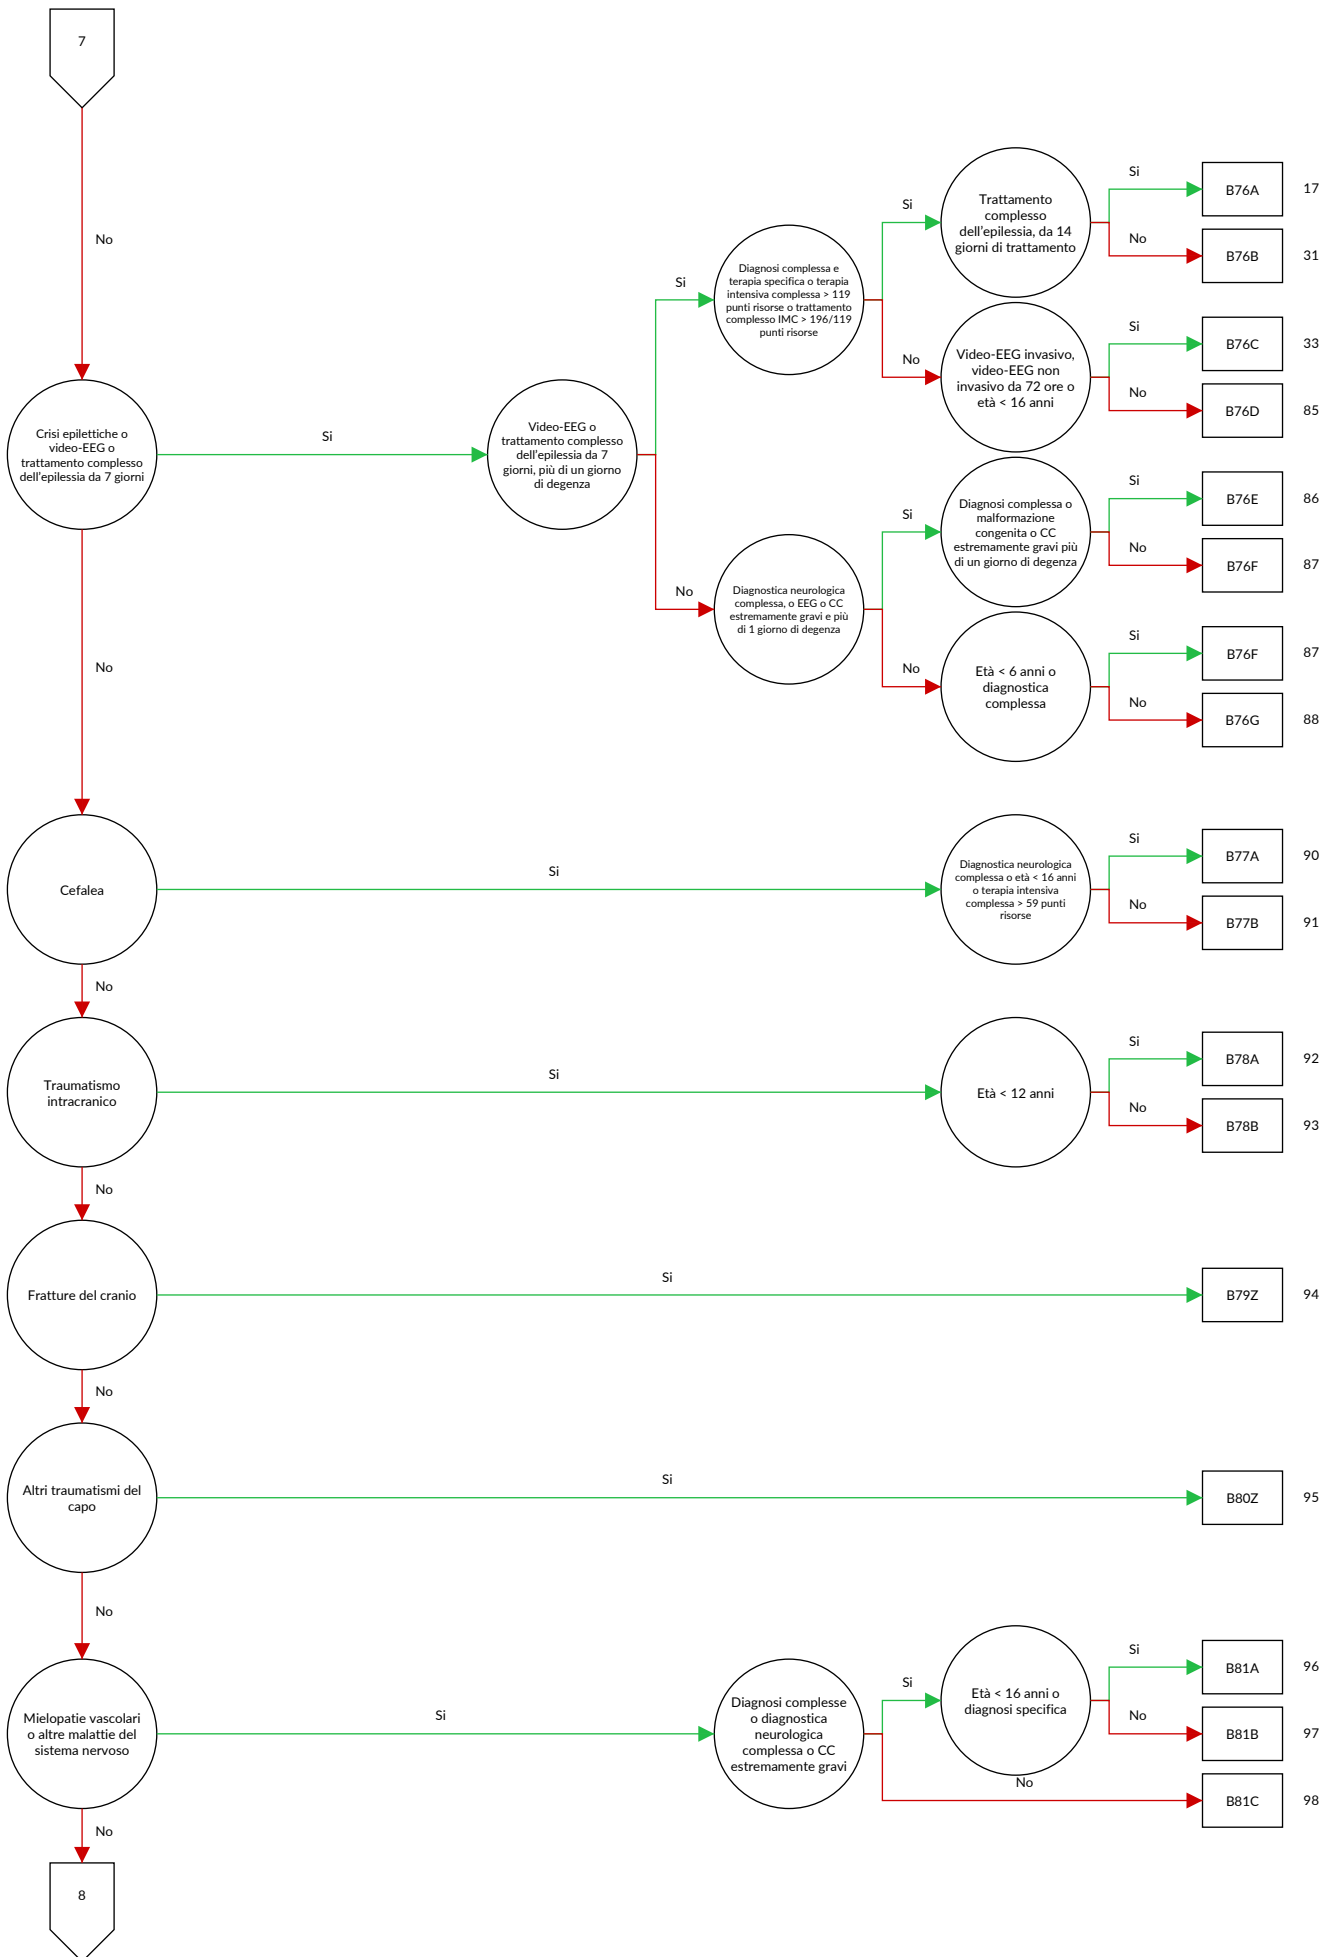 7
No
Crisi epilettiche o
video-EEG o
trattamento complesso
dell'epilessia da 7 giorni
Si
Video-EEG o
trattamento complesso
dell'epilessia da 7
giorni, più di un giorno
di degenza
Si
Diagnosi complessa e
terapia specifica o terapia
intensiva complessa > 119
punti risorse o trattamento
complesso IMC > 196/119
punti risorse
Si
Trattamento
complesso
dell'epilessia, da 14
giorni di trattamento
Si
B76A
17
No
B76B
31
No
Video-EEG invasivo,
video-EEG non
invasivo da 72 ore o
età < 16 anni
Si
B76C
33
No
B76D
85
No
Diagnostica neurologica
complessa, o EEG o CC
estremamente gravi e più
di 1 giorno di degenza
Si
Diagnosi complessa o
malformazione
congenita o CC
estremamente gravi più
di un giorno di degenza
Si
B76E
86
No
B76F
87
No
Età < 6 anni o
diagnostica
complessa
Si
B76F
87
No
B76G
88
No
Cefalea
Si
Diagnostica neurologica
complessa o età < 16 anni
o terapia intensiva
complessa > 59 punti
risorse
Si
B77A
90
No
B77B
91
No
Traumatismo
intracranico
Si
Età < 12 anni
Si
B78A
92
No
B78B
93
No
Fratture del cranio
Si
B79Z
94
No
Altri traumatismi del
capo
Si
B80Z
95
No
Mielopatie vascolari
o altre malattie del
sistema nervoso
Si
Diagnosi complesse
o diagnostica
neurologica
complessa o CC
estremamente gravi
Si
Età < 16 anni o
diagnosi specifica
Si
B81A
96
No
B81B
97
No
B81C
98
No
8